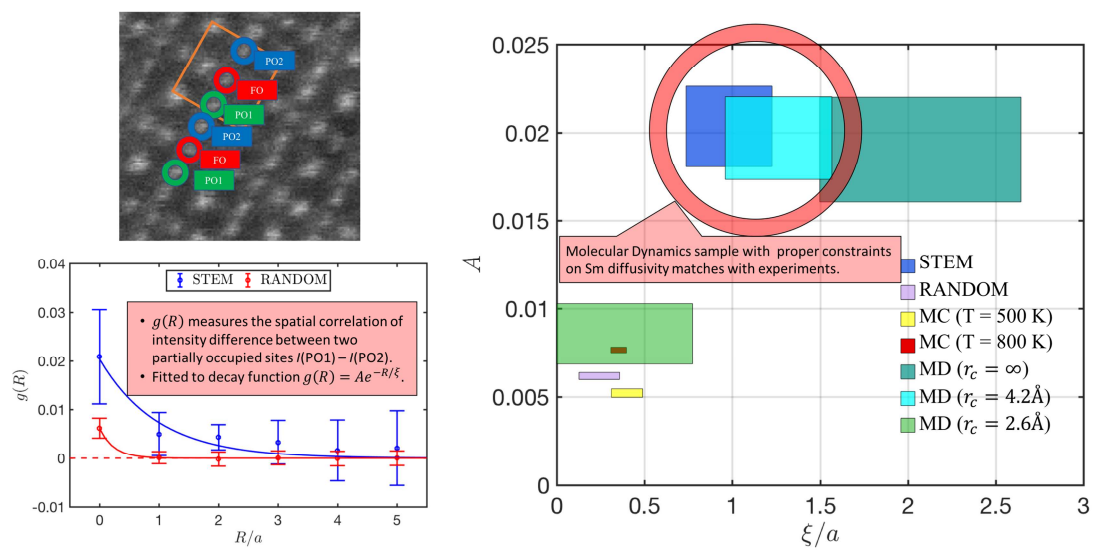 PO2
FO
PO1
PO2
FO
PO1
0.04
0.03
0.02
0.01
0
-0.01
g(R)
STEM
RANDOM
• g(R) measures the spatial correlation of
intensity difference between two
partially occupied sites I(PO1) – I(PO2).
• Fitted to decay function g(R) = Ae^{-R/ξ}.
0 1 2 3 4 5
R/a
0.025
0.02
0.015
0.01
0.005
0
A
Molecular Dynamics sample with proper constraints
on Sm diffusivity matches with experiments.
STEM
RANDOM
MC (T = 500 K)
MC (T = 800 K)
MD (r_c = ∞)
MD (r_c = 4.2Å)
MD (r_c = 2.6Å)
0 0.5 1 1.5 2 2.5 3
ξ/a